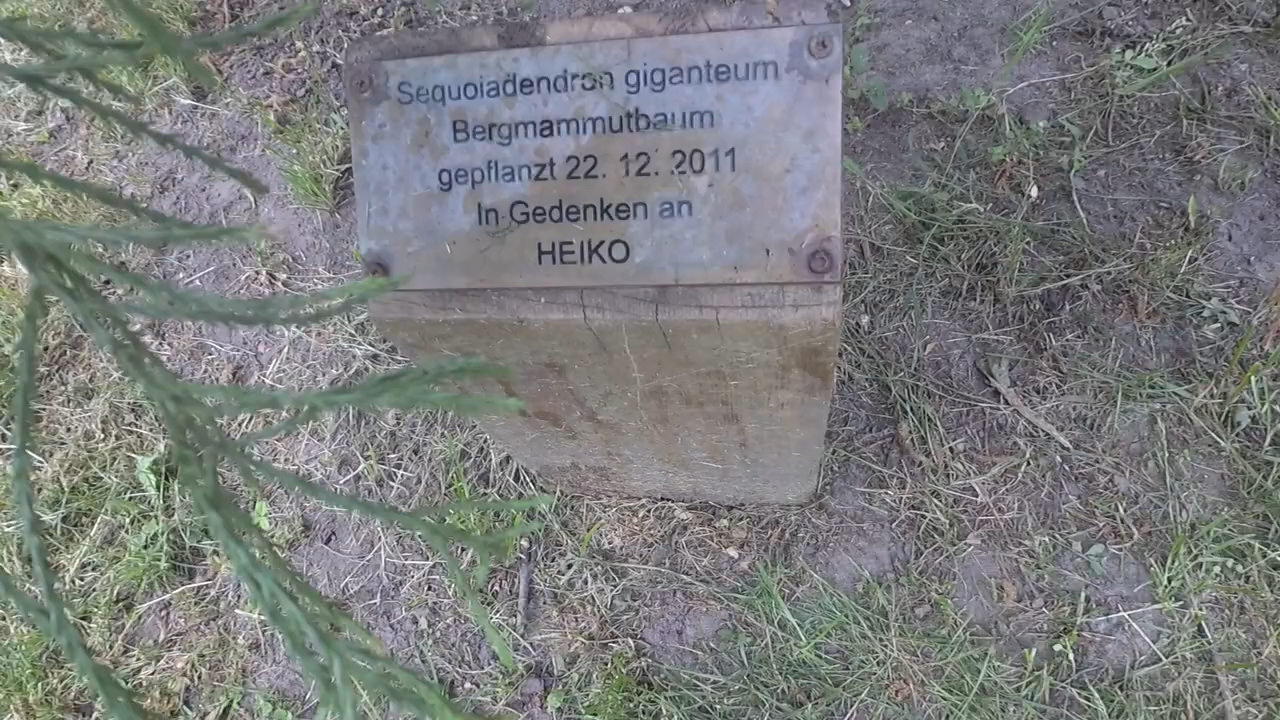 Sequoiadendron giganteum
Bergmammutbaum
gepflanzt 22. 12. 2011
In Gedenken an
HEIKO